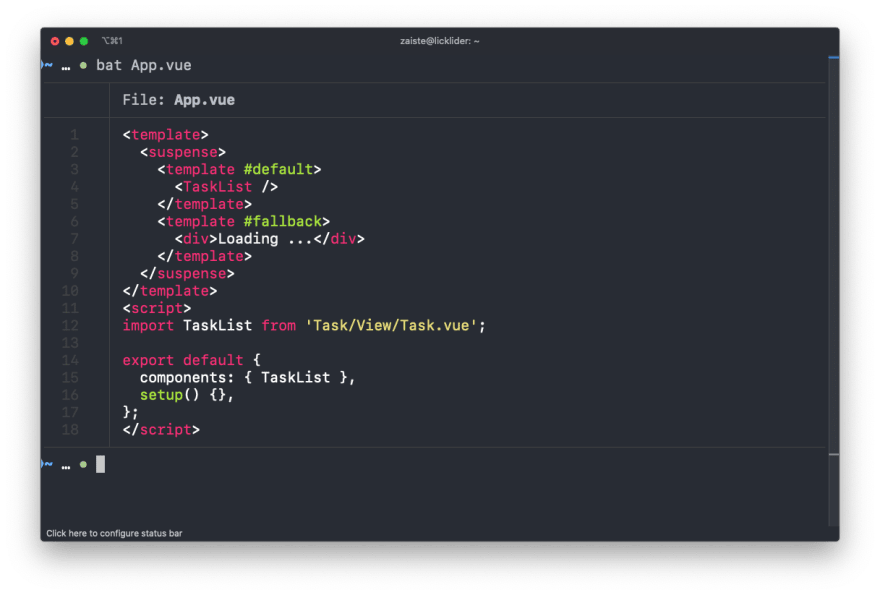 ⌥⌘1 zaiste@licklider: ~
~ … ● bat App.vue
File: App.vue
1 <template>
2   <suspense>
3     <template #default>
4       <TaskList />
5     </template>
6     <template #fallback>
7       <div>Loading ...</div>
8     </template>
9   </suspense>
10 </template>
11 <script>
12 import TaskList from 'Task/View/Task.vue';
13
14 export default {
15   components: { TaskList },
16   setup() {},
17 };
18 </script>
~ … ●
Click here to configure status bar